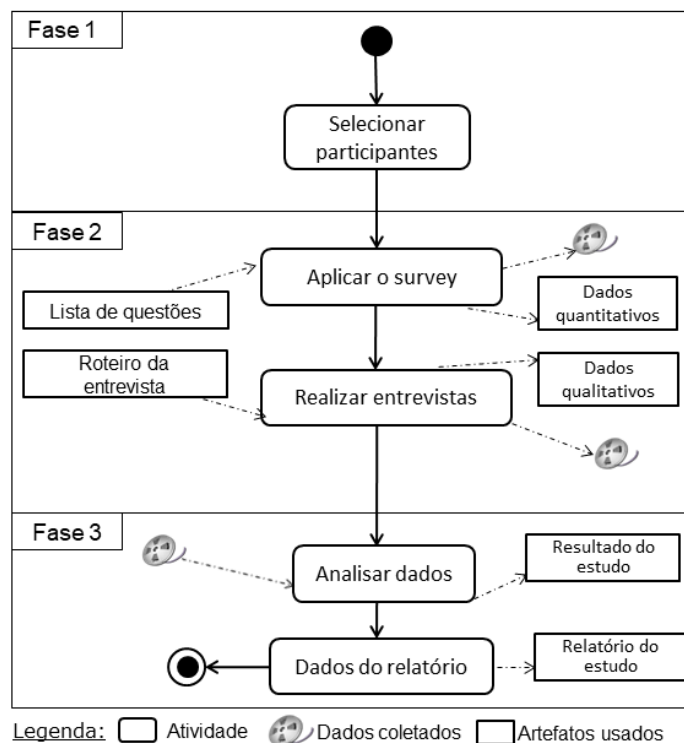 Fase 1
Selecionar
participantes
Fase 2
Aplicar o survey
Lista de questões
Dados
quantitativos
Roteiro da
entrevista
Realizar entrevistas
Dados
qualitativos
Fase 3
Analisar dados
Resultado do
estudo
Dados do relatório
Relatório do
estudo
Legenda: Atividade Dados coletados Artefatos usados